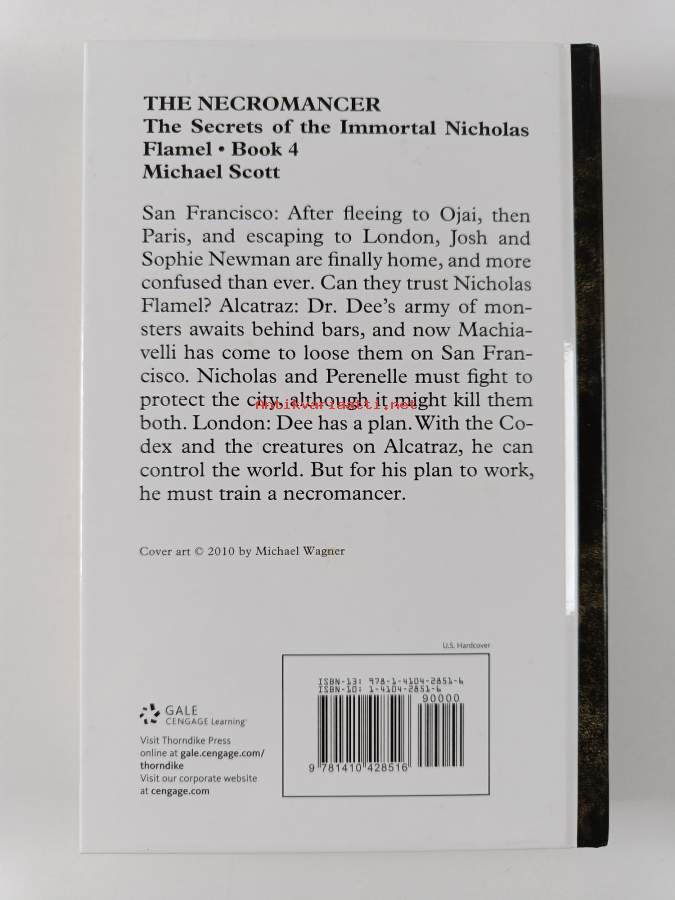 THE NECROMANCER
The Secrets of the Immortal Nicholas
Flamel • Book 4
Michael Scott
San Francisco: After fleeing to Ojai, then
Paris, and escaping to London, Josh and
Sophie Newman are finally home, and more
confused than ever. Can they trust Nicholas
Flamel? Alcatraz: Dr. Dee's army of mon-
sters awaits behind bars, and now Machia-
velli has come to loose them on San Fran-
cisco. Nicholas and Perenelle must fight to
protect the city, although it might kill them
Antikvariaatti.net
both. London: Dee has a plan. With the Co-
dex and the creatures on Alcatraz, he can
control the world. But for his plan to work,
he must train a necromancer.
Cover art © 2010 by Michael Wagner
U.S. Hardcover
ISBN-13: 978-1-4104-2851-6
ISBN-10: 1-4104-2851-6
90000
9 781410 428516
GALE
CENGAGE Learning
Visit Thorndike Press
online at gale.cengage.com/
thorndike
Visit our corporate website
at cengage.com